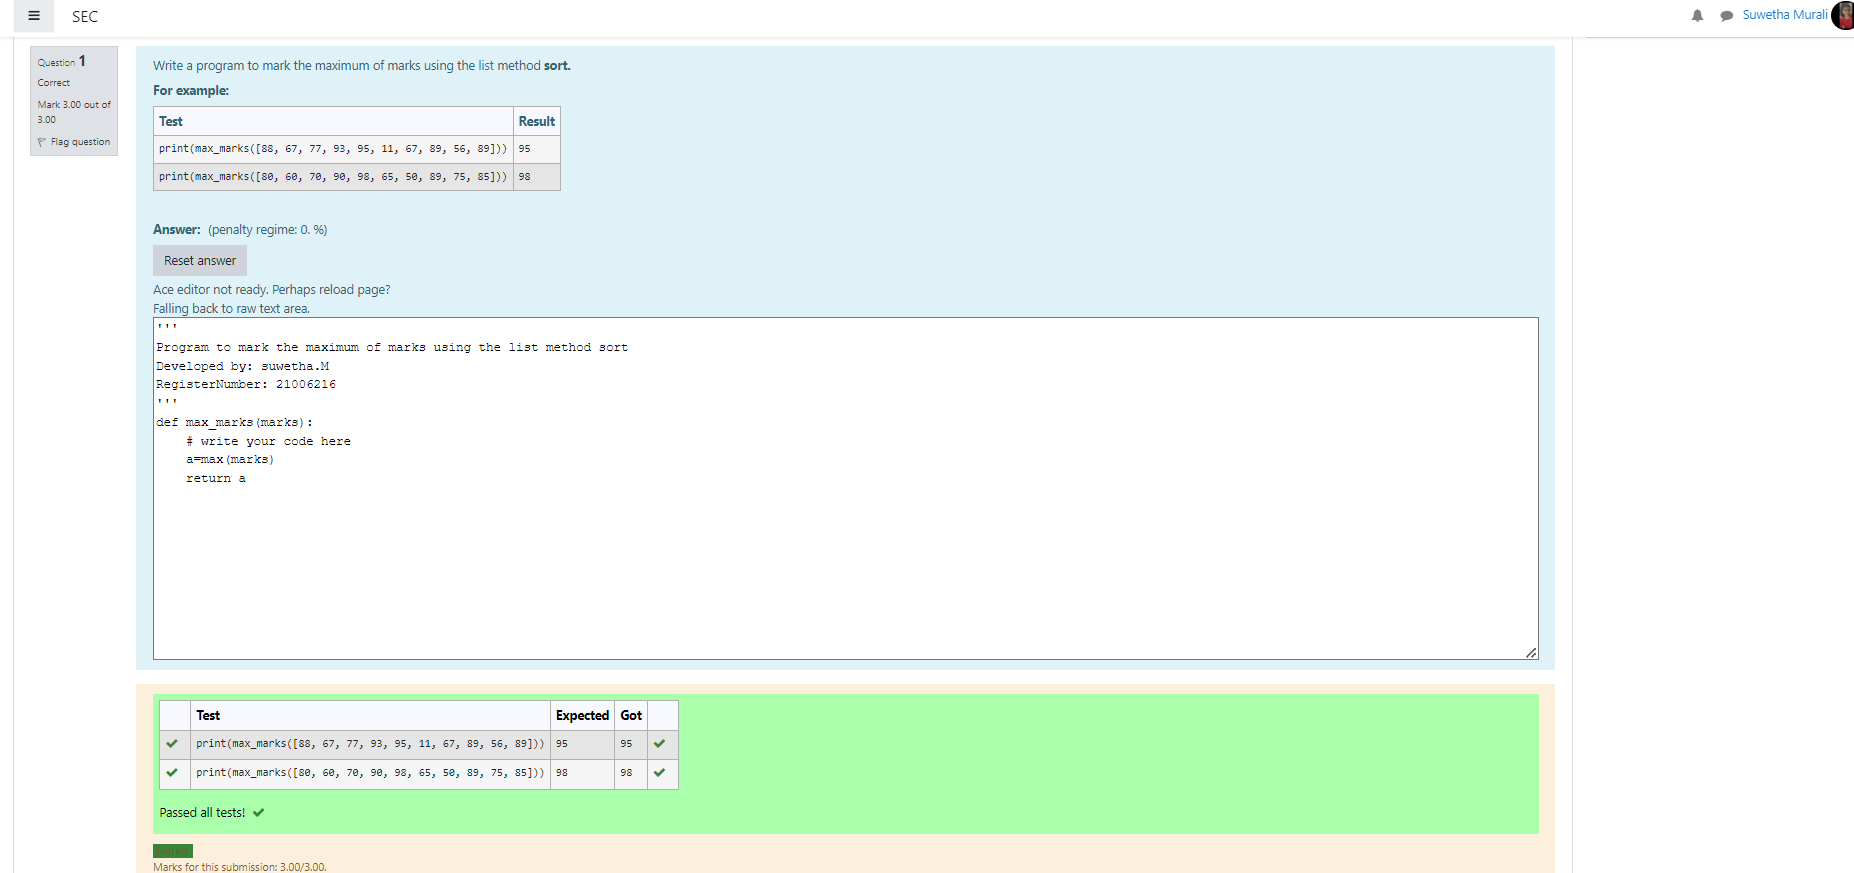 SEC
Suwetha Murali
Question 1
Correct
Mark 3.00 out of
3.00
Flag question
Write a program to mark the maximum of marks using the list method sort.
For example:
Test Result
print(max_marks([88, 67, 77, 93, 95, 11, 67, 89, 56, 89])) 95
print(max_marks([80, 60, 70, 90, 98, 65, 50, 89, 75, 85])) 98
Answer: (penalty regime: 0. %)
Reset answer
Ace editor not ready. Perhaps reload page?
Falling back to raw text area.
'''
Program to mark the maximum of marks using the list method sort
Developed by: suwetha.M
RegisterNumber: 21006216
'''
def max_marks(marks):
# write your code here
a=max(marks)
return a
Test Expected Got
print(max_marks([88, 67, 77, 93, 95, 11, 67, 89, 56, 89])) 95 95
print(max_marks([80, 60, 70, 90, 98, 65, 50, 89, 75, 85])) 98 98
Passed all tests!
Marks for this submission: 3.00/3.00.